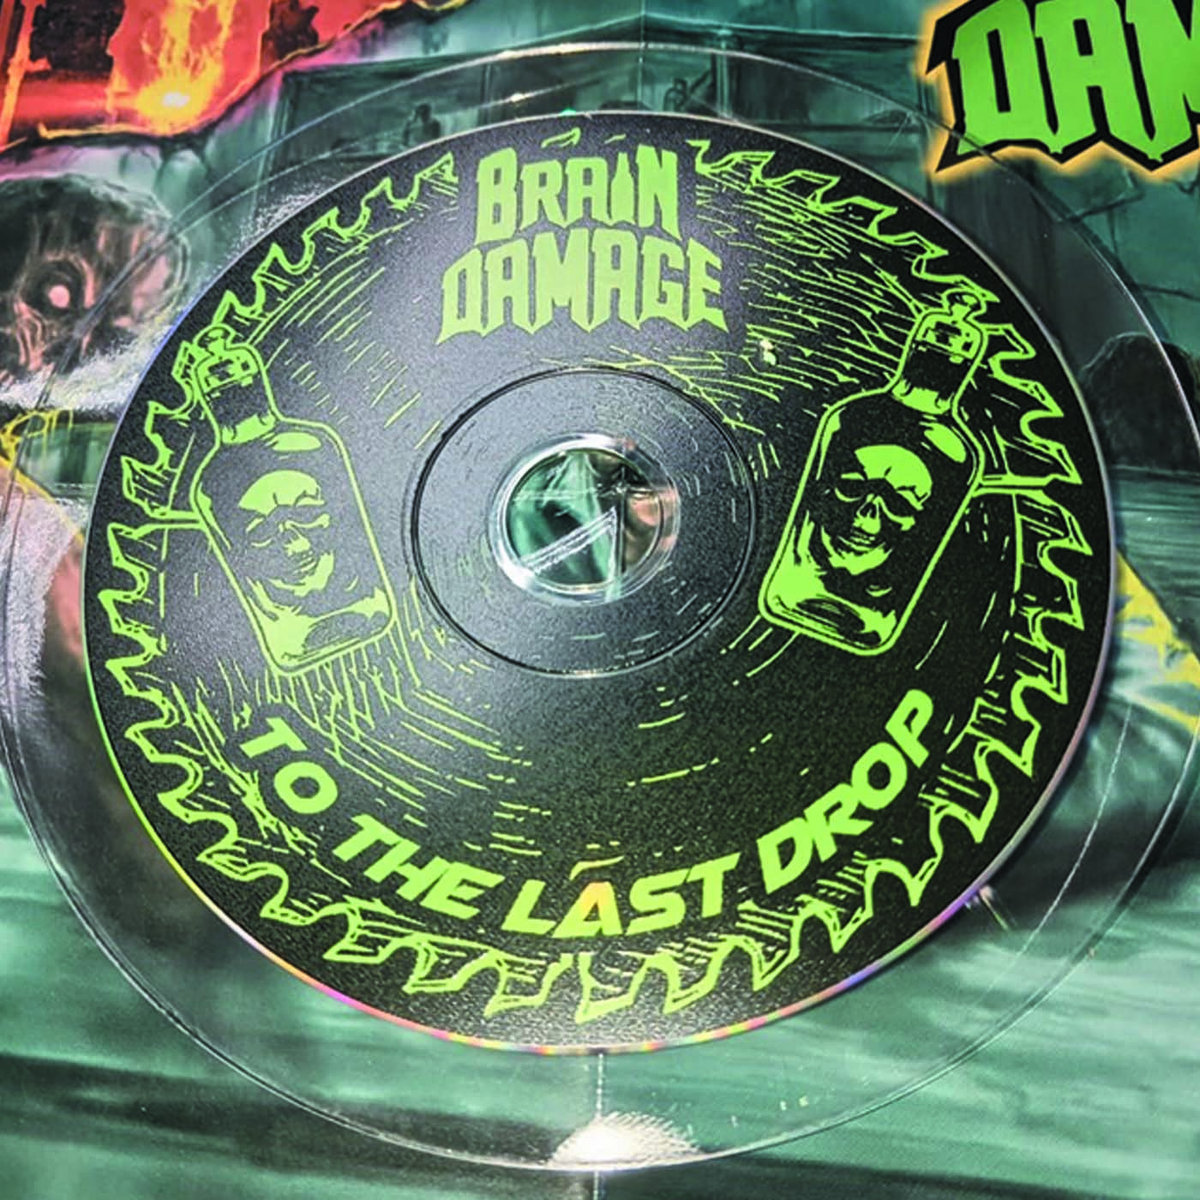 BRAIN
DAMAGE
TO THE LAST DROP